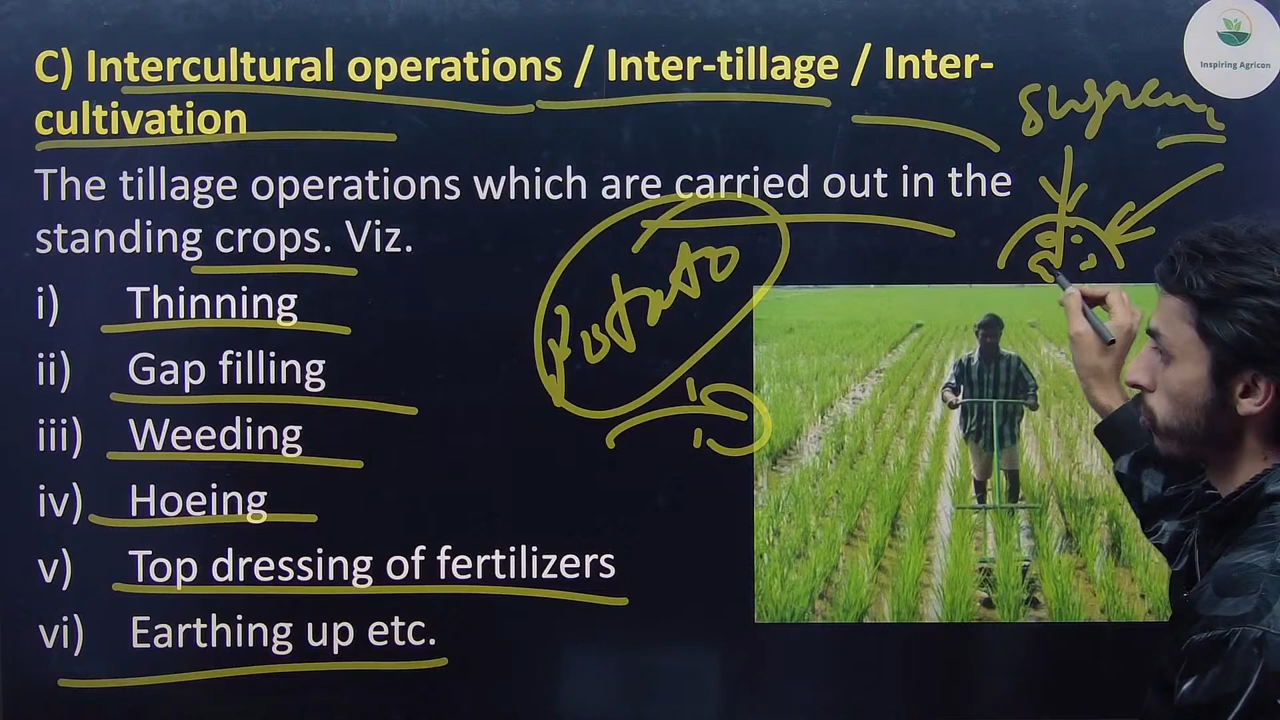 C) Intercultural operations / Inter-tillage / Inter-
cultivation
Inspiring Agricon
The tillage operations which are carried out in the
standing crops. Viz.
i) Thinning
ii) Gap filling
iii) Weeding
iv) Hoeing
v) Top dressing of fertilizers
vi) Earthing up etc.